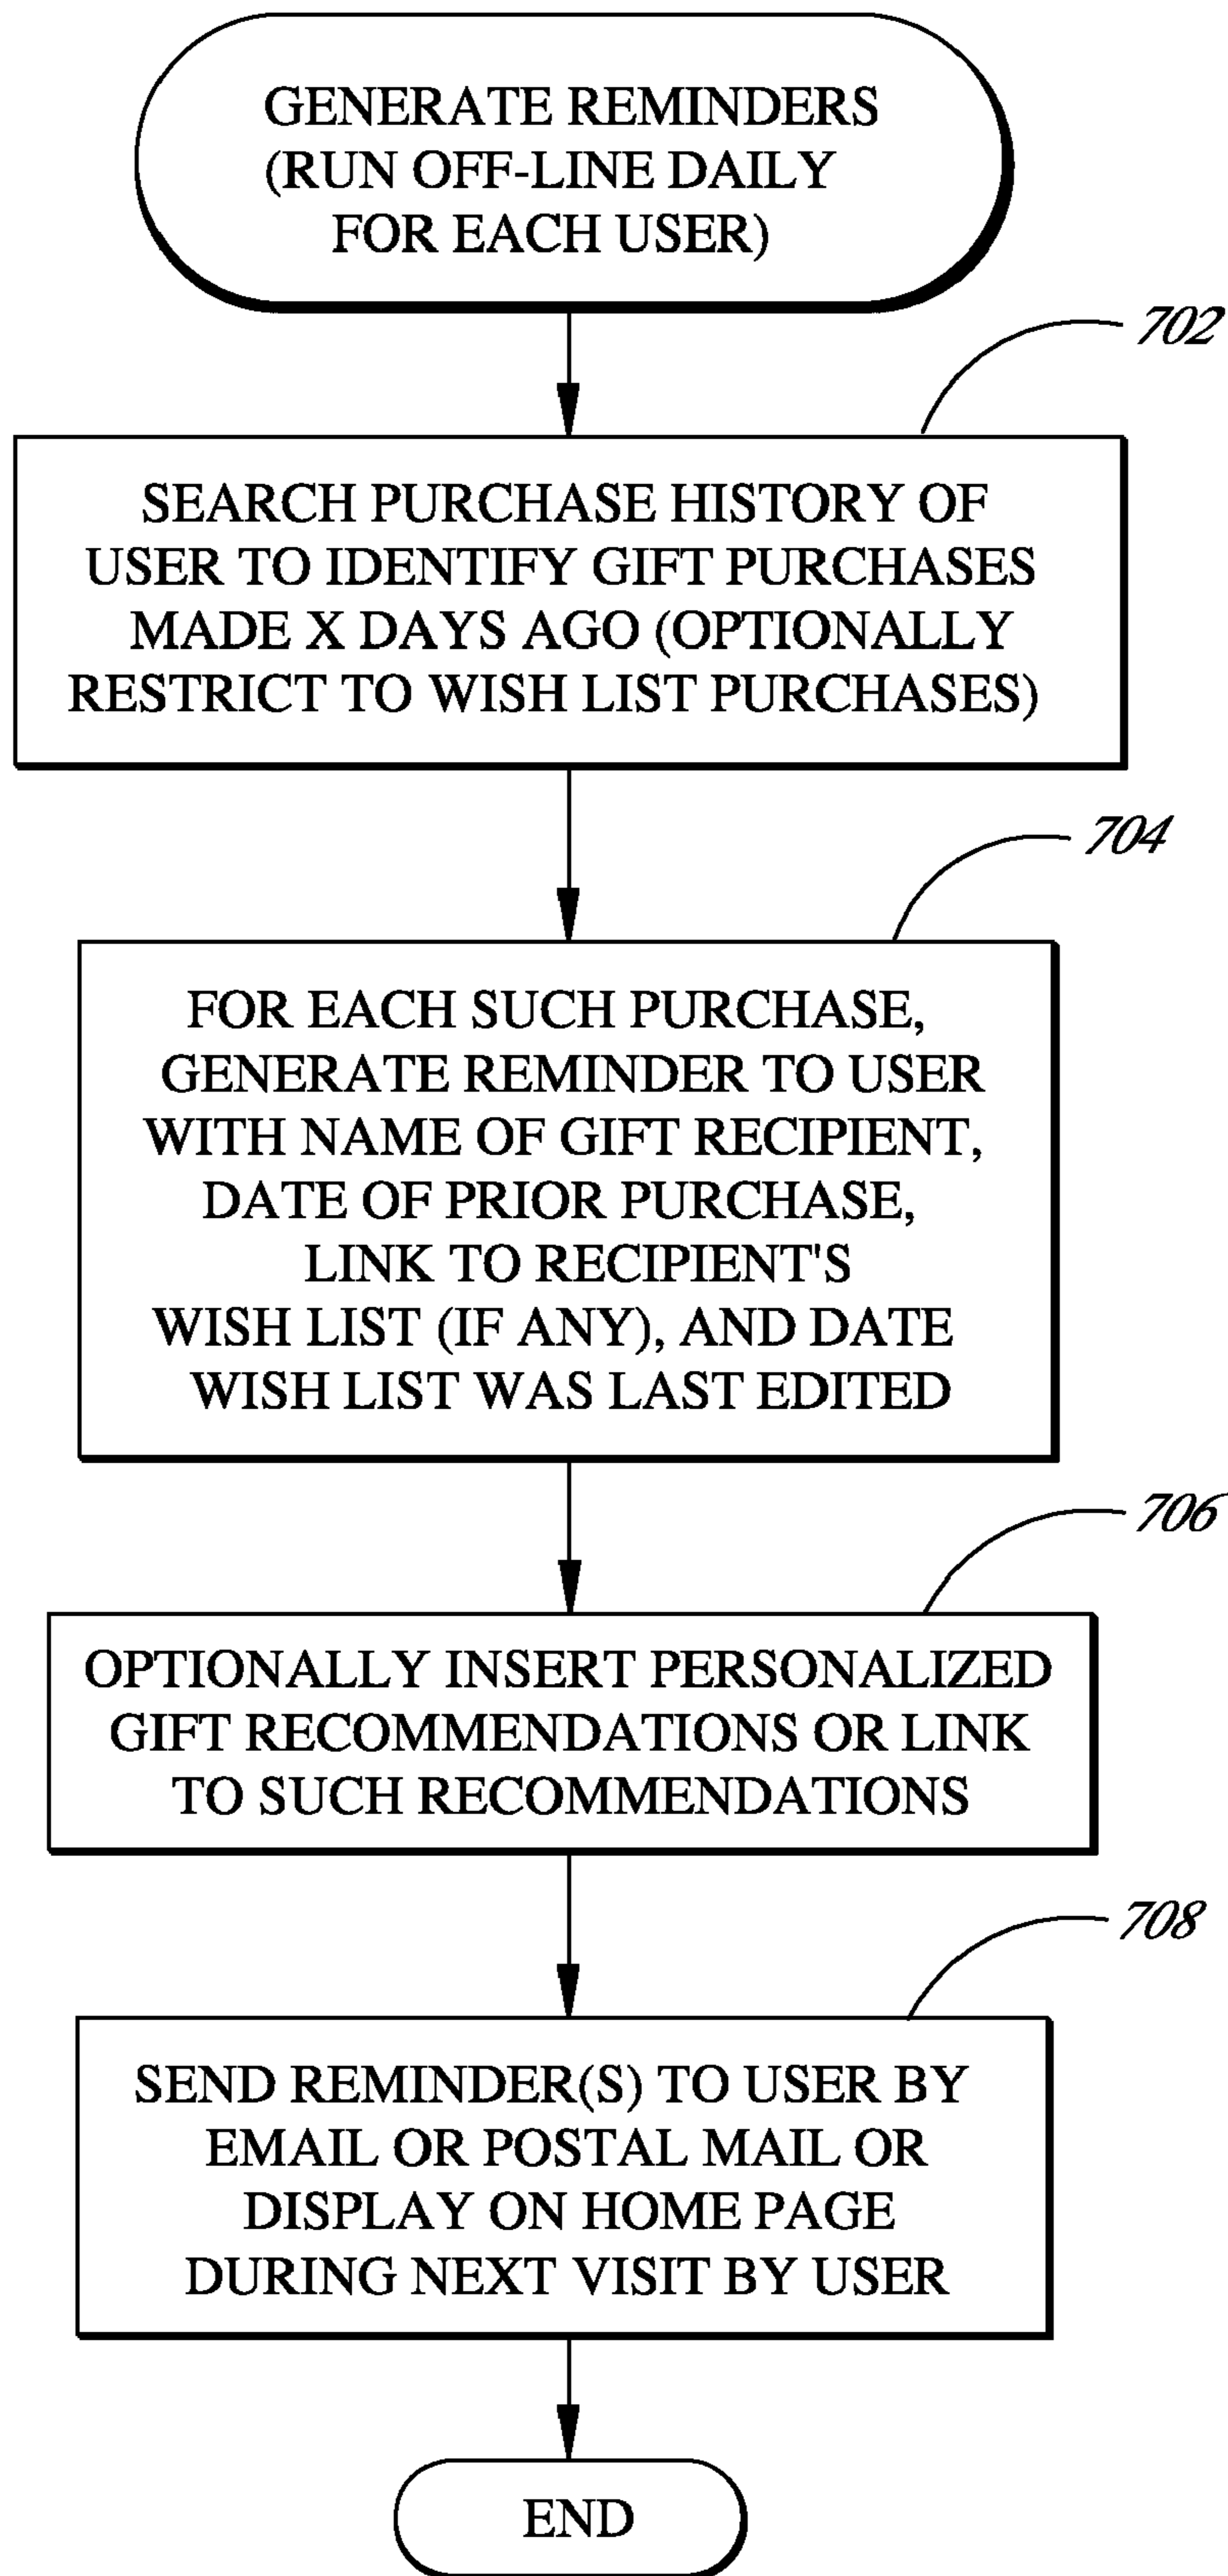 GENERATE REMINDERS
(RUN OFF-LINE DAILY
FOR EACH USER)
702
SEARCH PURCHASE HISTORY OF
USER TO IDENTIFY GIFT PURCHASES
MADE X DAYS AGO (OPTIONALLY
RESTRICT TO WISH LIST PURCHASES)
704
FOR EACH SUCH PURCHASE,
GENERATE REMINDER TO USER
WITH NAME OF GIFT RECIPIENT,
DATE OF PRIOR PURCHASE,
LINK TO RECIPIENT'S
WISH LIST (IF ANY), AND DATE
WISH LIST WAS LAST EDITED
706
OPTIONALLY INSERT PERSONALIZED
GIFT RECOMMENDATIONS OR LINK
TO SUCH RECOMMENDATIONS
708
SEND REMINDER(S) TO USER BY
EMAIL OR POSTAL MAIL OR
DISPLAY ON HOME PAGE
DURING NEXT VISIT BY USER
END